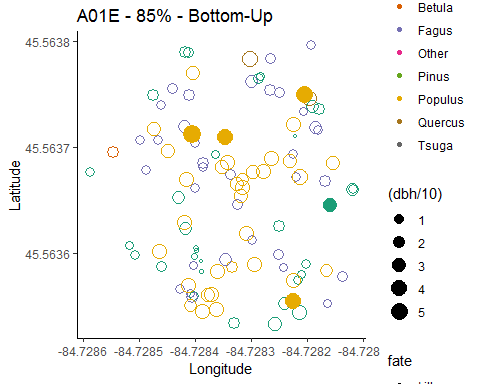 A01E - 85% - Bottom-Up
45.5638
45.5637
45.5636
Latitude
-84.7286
-84.7285
-84.7284
-84.7283
-84.7282
-84.728
Longitude
Betula
Fagus
Other
Pinus
Populus
Quercus
Tsuga
(dbh/10)
1
2
3
4
5
fate